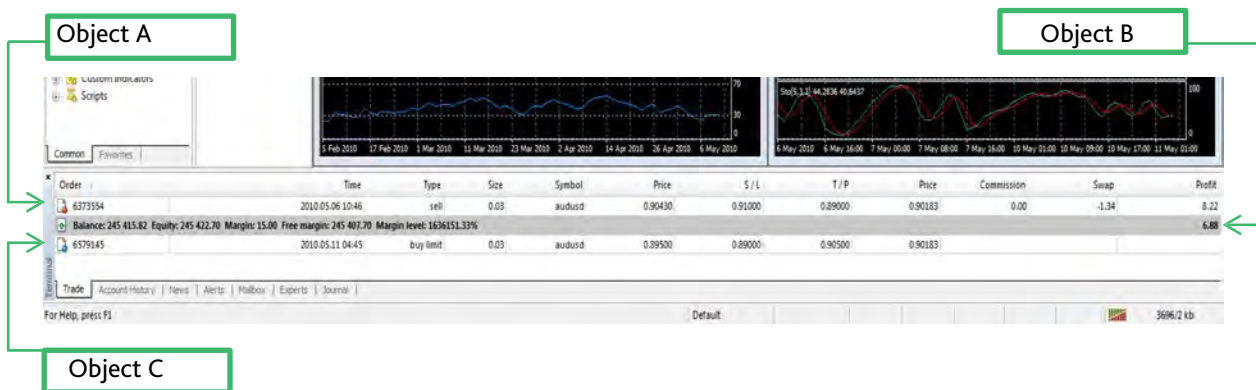 Object A
Object B
Custom Indicators
Scripts
Common Favorites
70
30
0
5 Feb 2010 17 Feb 2010 1 Mar 2010 11 Mar 2010 23 Mar 2010 2 Apr 2010 14 Apr 2010 26 Apr 2010 6 May 2010
Sto(5,3,3) 44.2836 40.8437
100
0
6 May 2010 6 May 16:00 7 May 00:00 7 May 08:00 7 May 16:00 10 May 01:00 10 May 09:00 10 May 17:00 11 May 01:00
Order / Time Type Size Symbol Price S / L T / P Price Commission Swap Profit
6373554 2010.05.06 10:46 sell 0.03 audusd 0.90430 0.91000 0.89000 0.90183 0.00 -1.34 8.22
Balance: 245 415.82 Equity: 245 422.70 Margin: 15.00 Free margin: 245 407.70 Margin level: 1636151.33% 6.88
6579145 2010.05.11 04:45 buy limit 0.03 audusd 0.89500 0.89000 0.90500 0.90183
Terminal
Trade | Account History | News | Alerts | Mailbox | Experts | Journal |
For Help, press F1 Default 3696/2 kb
Object C